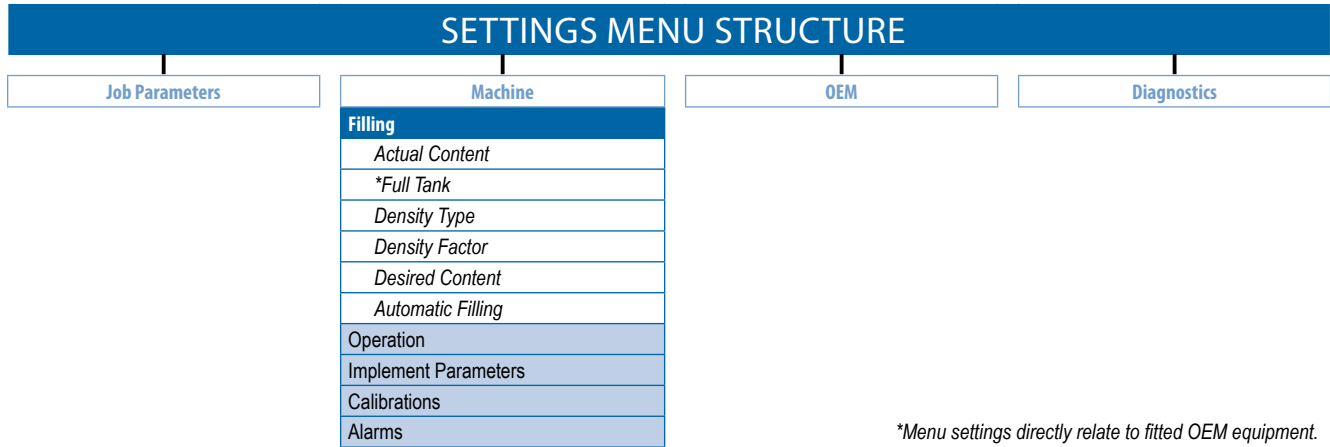 SETTINGS MENU STRUCTURE
Job Parameters
Machine
OEM
Diagnostics
Filling
Actual Content
*Full Tank
Density Type
Density Factor
Desired Content
Automatic Filling
Operation
Implement Parameters
Calibrations
Alarms
*Menu settings directly relate to fitted OEM equipment.